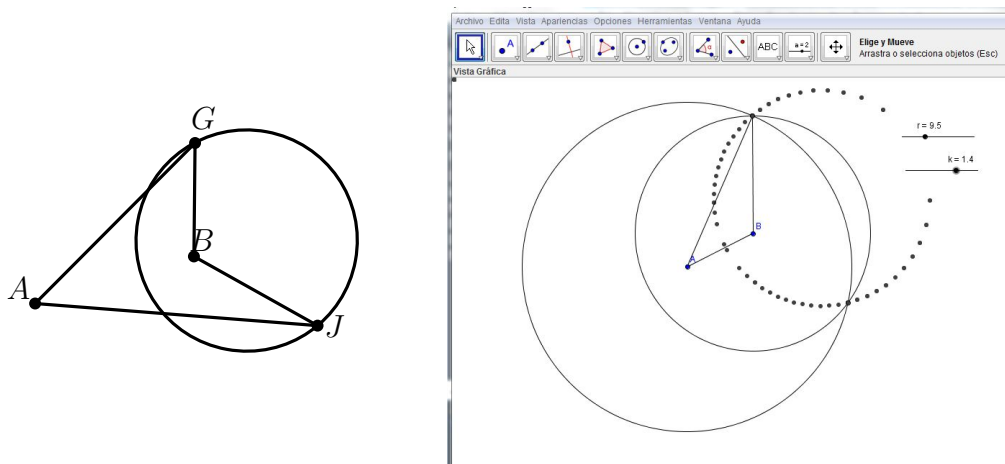 G
B
A
J
Archivo Edita Vista Apariencias Opciones Herramientas Ventana Ayuda
A
ABC
a=2
Elige y Mueve
Arrastra o selecciona objetos (Esc)
Vista Gráfica
r = 9.5
k = 1.4
B
A